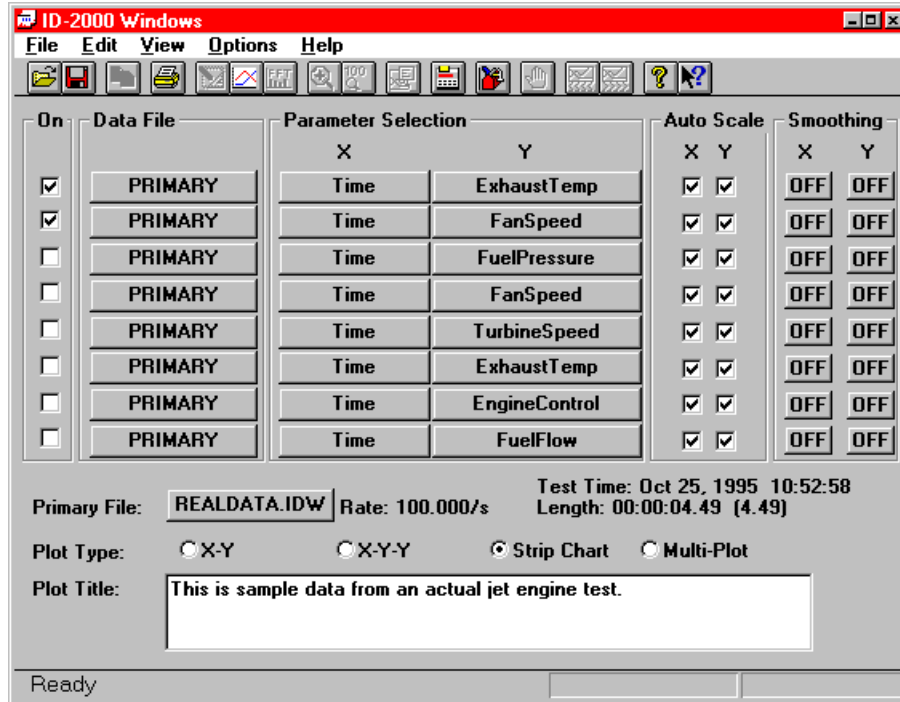 ID-2000 Windows
File Edit View Options Help
FFT 100
On Data File Parameter Selection Auto Scale Smoothing
X Y X Y X Y
PRIMARY Time ExhaustTemp OFF OFF
PRIMARY Time FanSpeed OFF OFF
PRIMARY Time FuelPressure OFF OFF
PRIMARY Time FanSpeed OFF OFF
PRIMARY Time TurbineSpeed OFF OFF
PRIMARY Time ExhaustTemp OFF OFF
PRIMARY Time EngineControl OFF OFF
PRIMARY Time FuelFlow OFF OFF
Test Time: Oct 25, 1995 10:52:58
Primary File: REALDATA.IDW Rate: 100.000/s Length: 00:00:04.49 (4.49)
Plot Type: X-Y X-Y-Y Strip Chart Multi-Plot
Plot Title: This is sample data from an actual jet engine test.
Ready